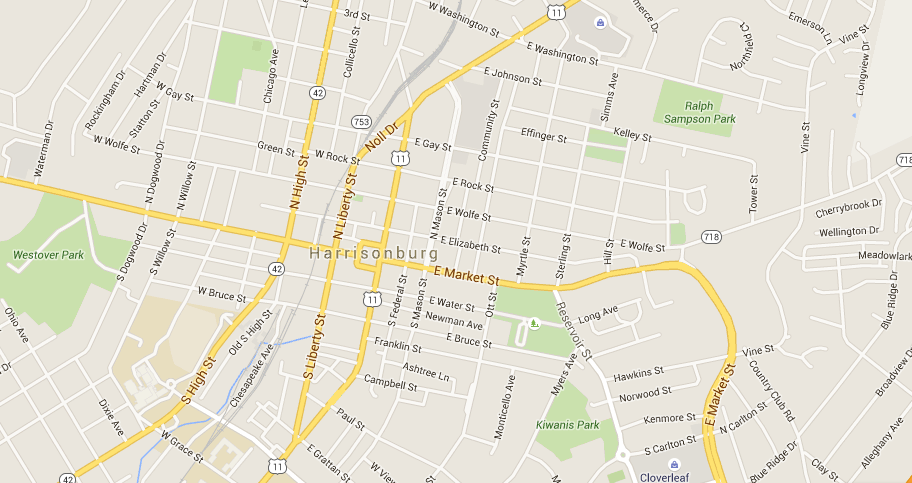 3rd St
W Washington St
11
Emerson Ln
Vine St
Northfield Ct
Longview Dr
Collicello St
Chicago Ave
Hartman Dr
Rockingham Dr
E Washington St
E Johnson St
Simms Ave
42
W Gay St
Statton St
Ralph
Sampson Park
753
Noll Dr
Community St
Effinger St
Kelley St
Vine St
Waterman Dr
W Wolfe St
Green St
W Rock St
E Gay St
11
718
N Dogwood Dr
N Willow St
N High St
N Liberty St
N Mason St
E Rock St
Tower St
Cherrybrook Dr
E Wolfe St
Wellington Dr
718
Westover Park
S Dogwood Dr
S Willow St
Harrisonburg
E Elizabeth St
Myrtle St
Sterling St
Hill St
E Wolfe St
Meadowlark
42
E Market St
Blue Ridge Dr
W Bruce St
11
S Federal St
S Mason St
E Water St
Ott St
Newman Ave
Reservoir St
Long Ave
Ohio Ave
Old S High St
S Liberty St
Franklin St
E Bruce St
Vine St
S High St
Chesapeake Ave
Ashtree Ln
Campbell St
Myers Ave
Hawkins St
Norwood St
Country Club Rd
Broadview Dr
Dixie Ave
Paul St
Monticello Ave
Kiwanis Park
Kenmore St
E Market St
N Carlton St
W Grace St
E Grattan St
S Carlton St
Blue Ridge Dr
Allegheny Ave
42
11
W View
Cloverleaf
Clay St